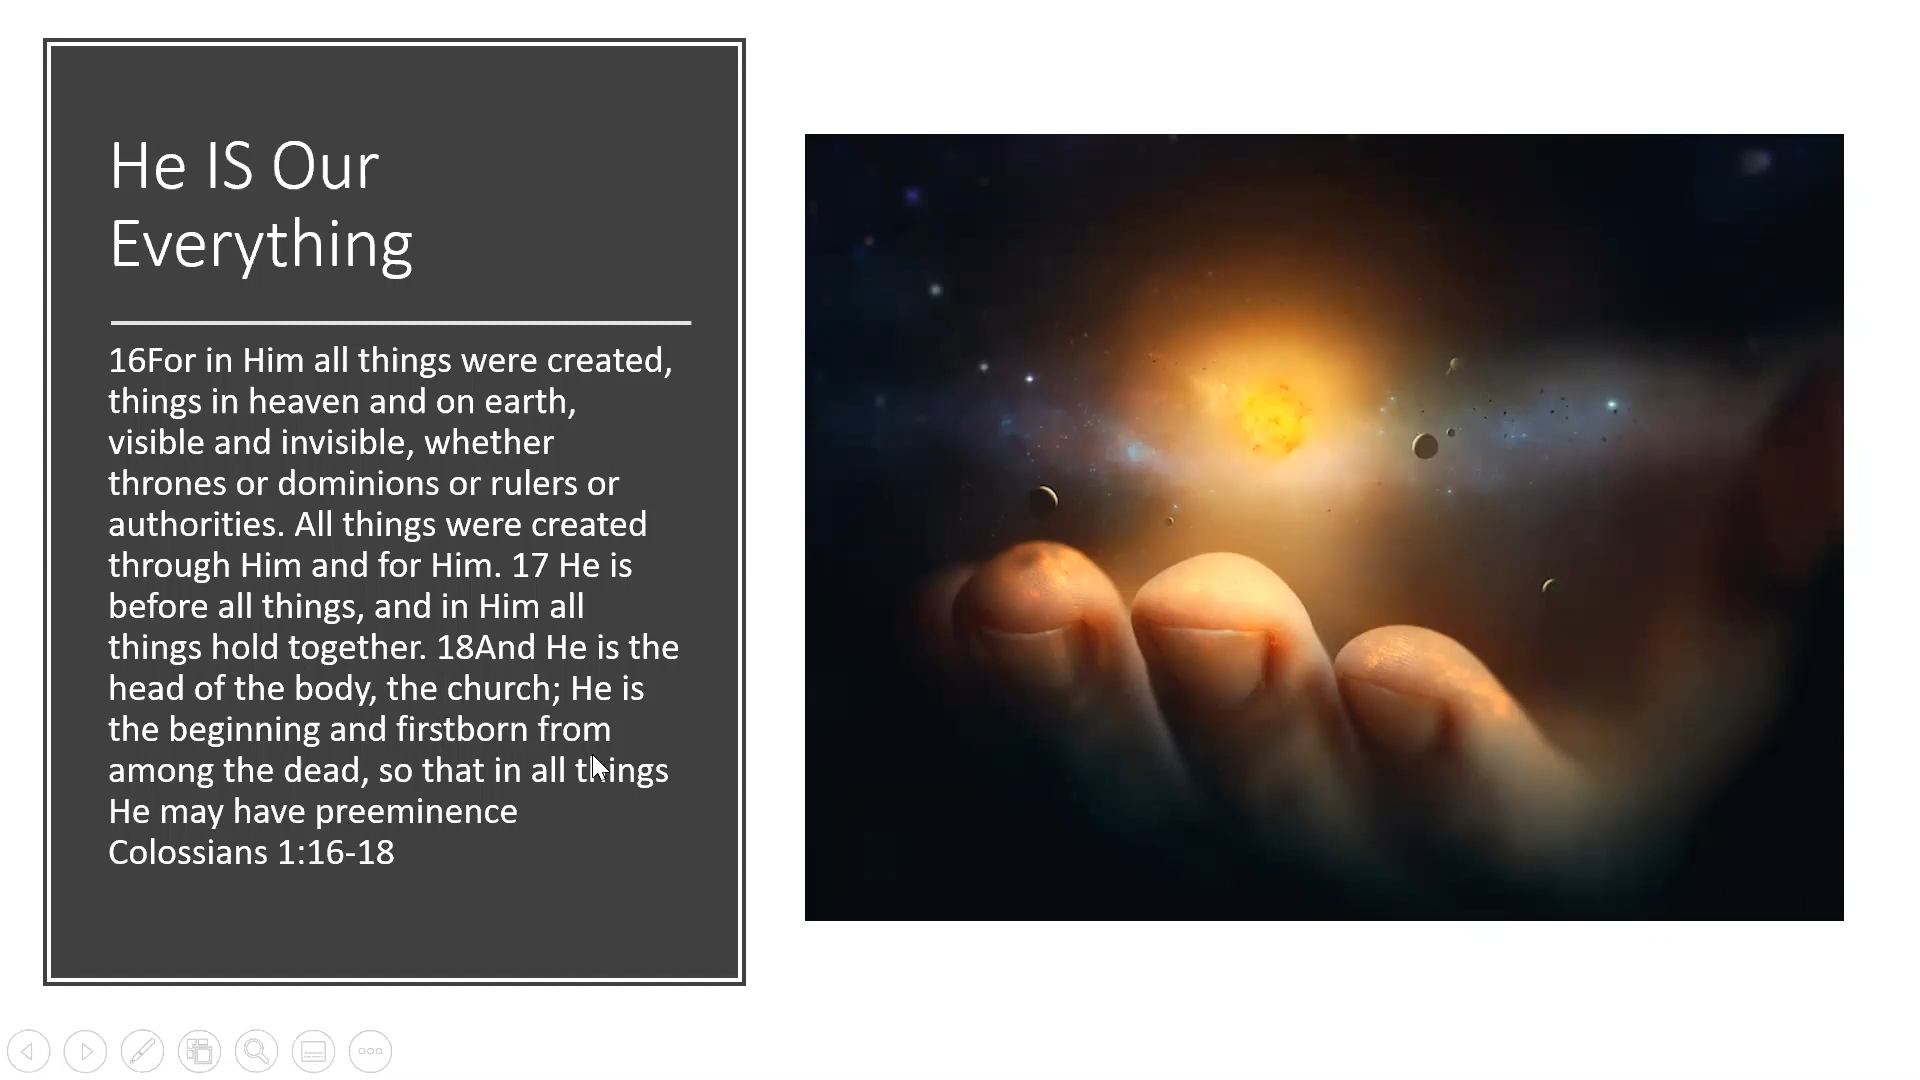 He IS Our
Everything
16For in Him all things were created,
things in heaven and on earth,
visible and invisible, whether
thrones or dominions or rulers or
authorities. All things were created
through Him and for Him. 17 He is
before all things, and in Him all
things hold together. 18And He is the
head of the body, the church; He is
the beginning and firstborn from
among the dead, so that in all things
He may have preeminence
Colossians 1:16-18